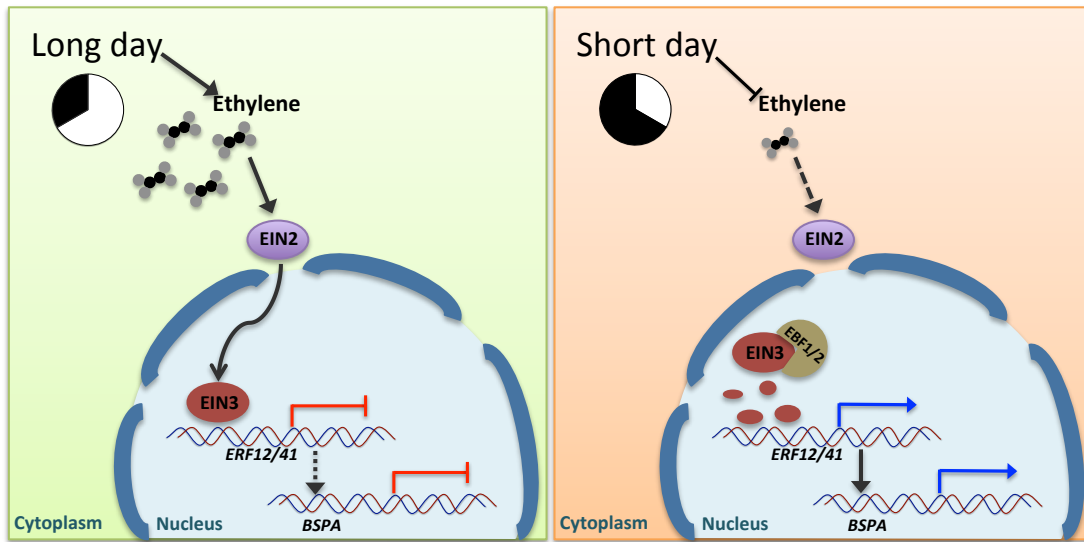 Long day
Ethylene
EIN2
EIN3
ERF12/41
BSPA
Cytoplasm
Nucleus
Short day
Ethylene
EIN2
EIN3
EBF1/2
ERF12/41
BSPA
Cytoplasm
Nucleus